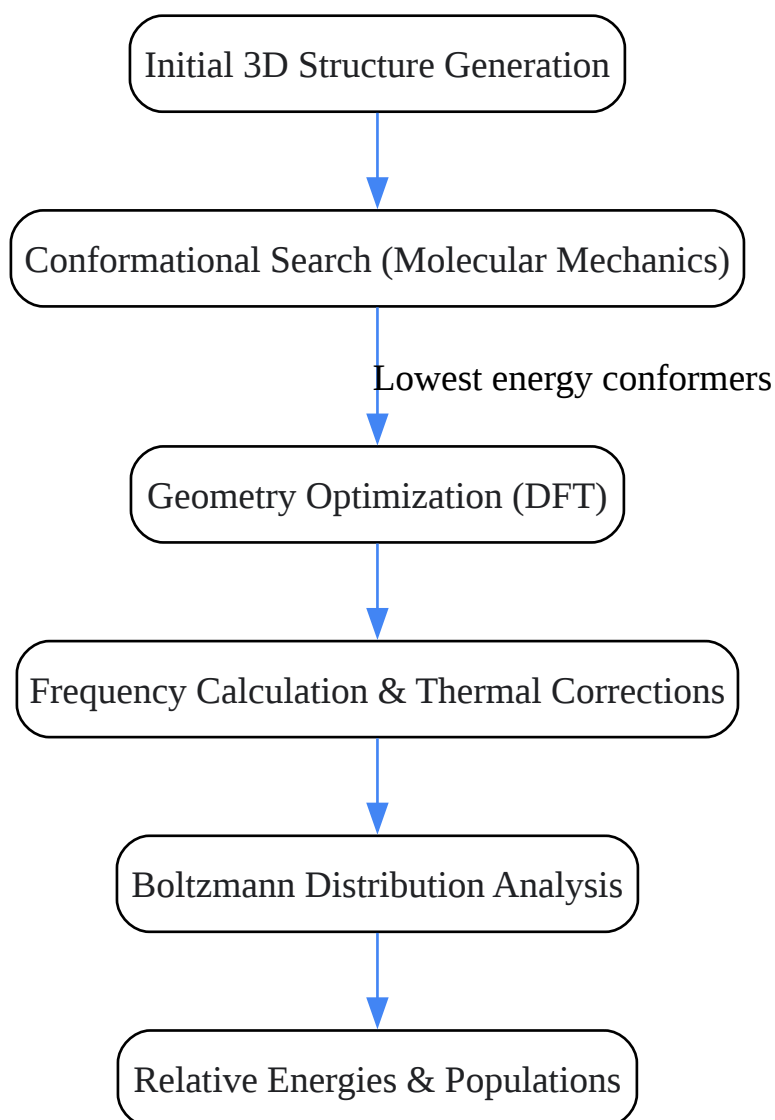 Initial 3D Structure Generation
Conformational Search (Molecular Mechanics)
Lowest energy conformers
Geometry Optimization (DFT)
Frequency Calculation & Thermal Corrections
Boltzmann Distribution Analysis
Relative Energies & Populations